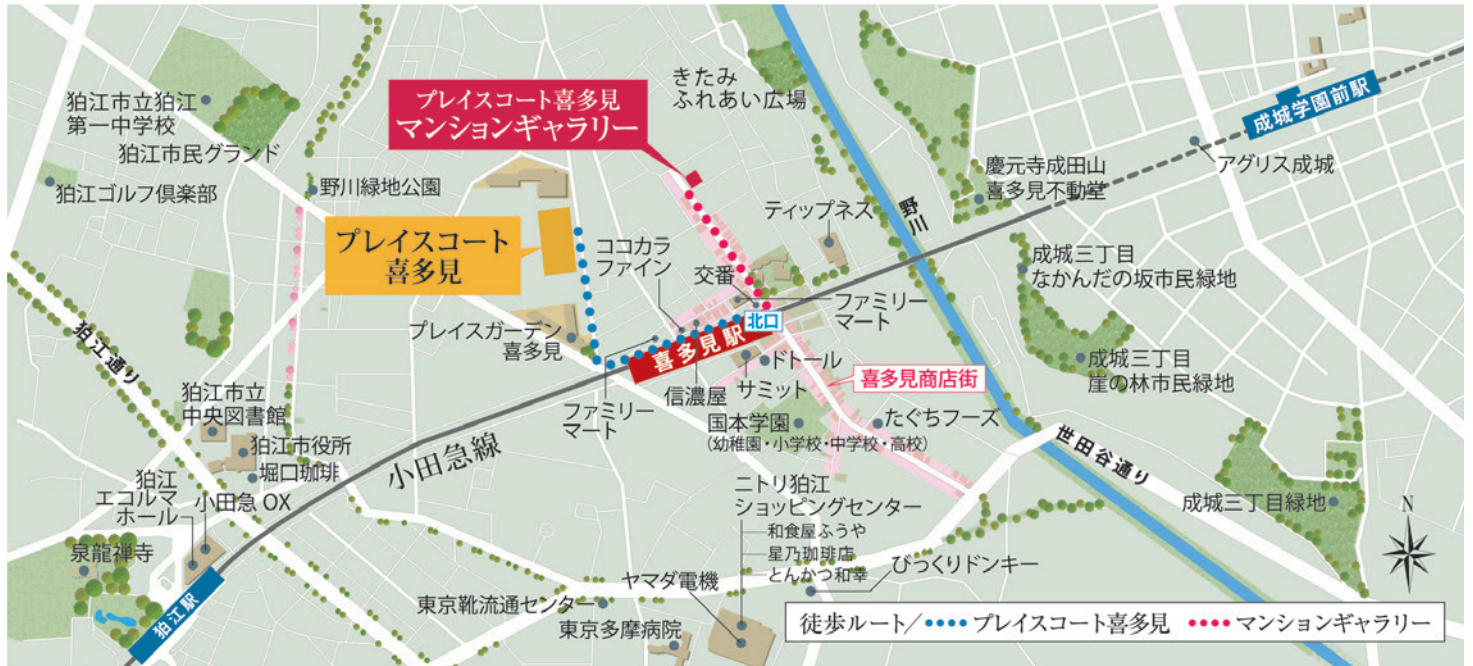 狛江市立狛江
第一中学校
狛江市民グランド
狛江ゴルフ倶楽部
野川緑地公園
プレイスコート喜多見
マンションギャラリー
プレイスコート
喜多見
きたみ
ふれあい広場
成城学園前駅
アグリス成城
慶元寺成田山
喜多見不動堂
野川
ティップネス
ココカラ
ファイン
交番
ファミリー
マート
北口
喜多見駅
プレイスガーデン
喜多見
成城三丁目
なかんだの坂市民緑地
成城三丁目
崖の林市民緑地
狛江通り
ドトール
サミット
信濃屋
喜多見商店街
ファミリー
マート
国本学園
(幼稚園・小学校・中学校・高校)
たぐちフーズ
狛江市立
中央図書館
狛江市役所
堀口珈琲
小田急線
世田谷通り
狛江
エコルマ
ホール
小田急 OX
泉龍禅寺
狛江駅
ニトリ狛江
ショッピングセンター
和食屋ふうや
星乃珈琲店
とんかつ和幸
ヤマダ電機
びっくりドンキー
東京靴流通センター
東京多摩病院
成城三丁目緑地
N
徒歩ルート/••••プレイスコート喜多見 ••••マンションギャラリー